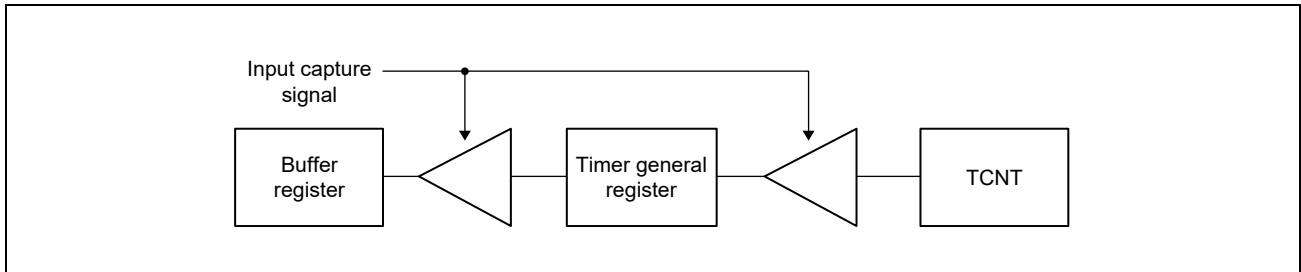 Input capture
signal
Buffer
register
Timer general
register
TCNT